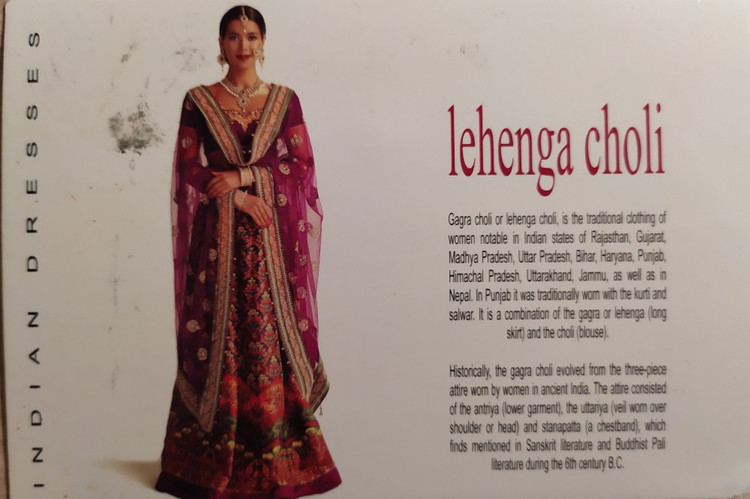 INDIAN DRESSES
lehenga choli
Gagra choli or lehenga choli, is the traditional clothing of
women notable in Indian states of Rajasthan, Gujarat,
Madhya Pradesh, Uttar Pradesh, Bihar, Haryana, Punjab,
Himachal Pradesh, Uttarakhand, Jammu, as well as in
Nepal. In Punjab it was traditionally worn with the kurti and
salwar. It is a combination of the gagra or lehenga (long
skirt) and the choli (blouse).
Historically, the gagra choli evolved from the three-piece
attire worn by women in ancient India. The attire consisted
of the antriya (lower garment), the uttariya (veil worn over
shoulder or head) and stanapatta (a chestband), which
finds mentioned in Sanskrit literature and Buddhist Pali
literature during the 6th century B.C.